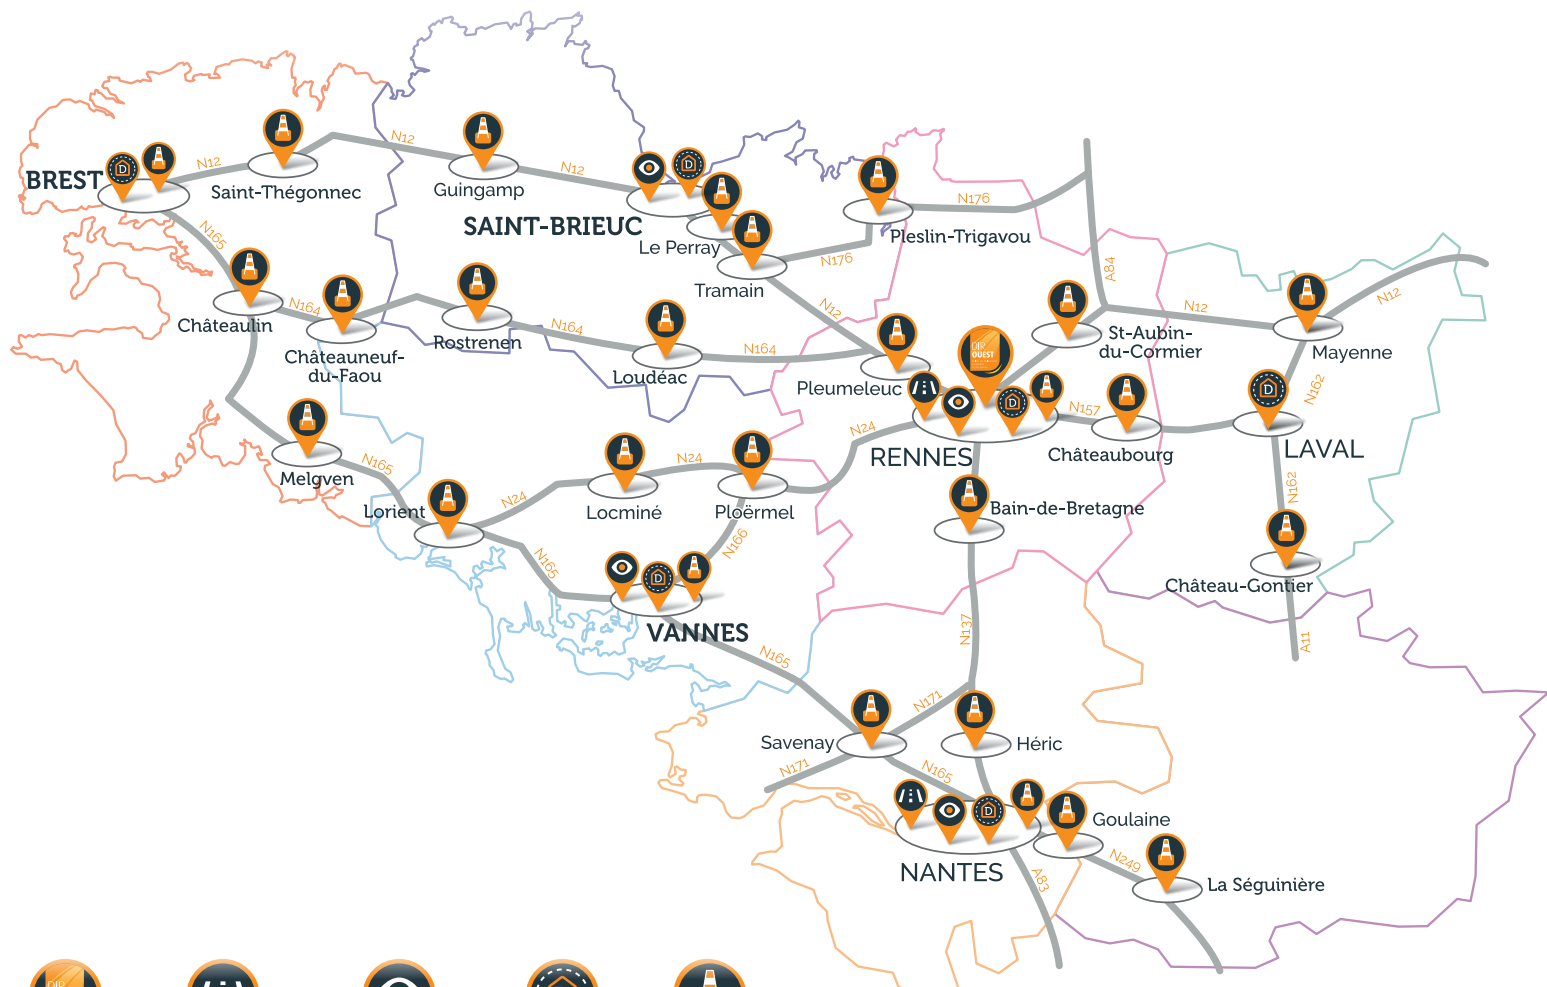 N12
N12
N12
BREST
D
Saint-Thégonnec
Guingamp
D
SAINT-BRIEUC
Le Perray
N176
Pleslin-Trigavou
N165
N176
A84
Tramain
N12
N12
N12
Châteaulin
N164
Châteauneuf-
du-Faou
Rostrenen
N164
Loudéac
N164
Pleumeleuc
DIR
OUEST
St-Aubin-
du-Cormier
Mayenne
D
N157
D
N162
N24
RENNES
Châteaubourg
LAVAL
Melgven
N165
N24
N24
Lorient
Locminé
Ploërmel
Bain-de-Bretagne
N162
N165
N166
D
VANNES
Château-Gontier
N137
A11
N165
N171
Savenay
Héric
N171
N165
D
Goulaine
NANTES
A83
N249
La Séguinière
DIR